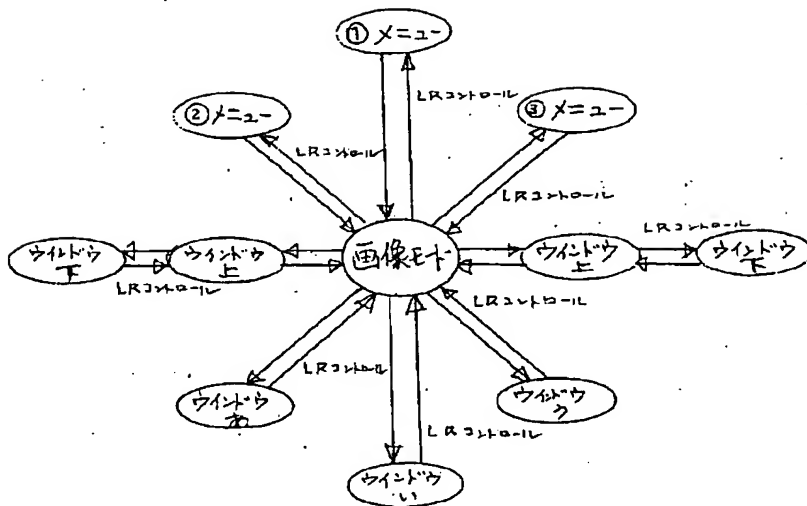 ① メニュー
LRコントロール
② メニュー
③ メニュー
LRコントロール
LRコントロール
LRコントロール
ウインドウ
下
ウインドウ
上
画像モード
ウインドウ
上
ウインドウ
下
LRコントロール
LRコントロール
LRコントロール
ウインドウ
あ
ウインドウ
う
LRコントロール
ウインドウ
い